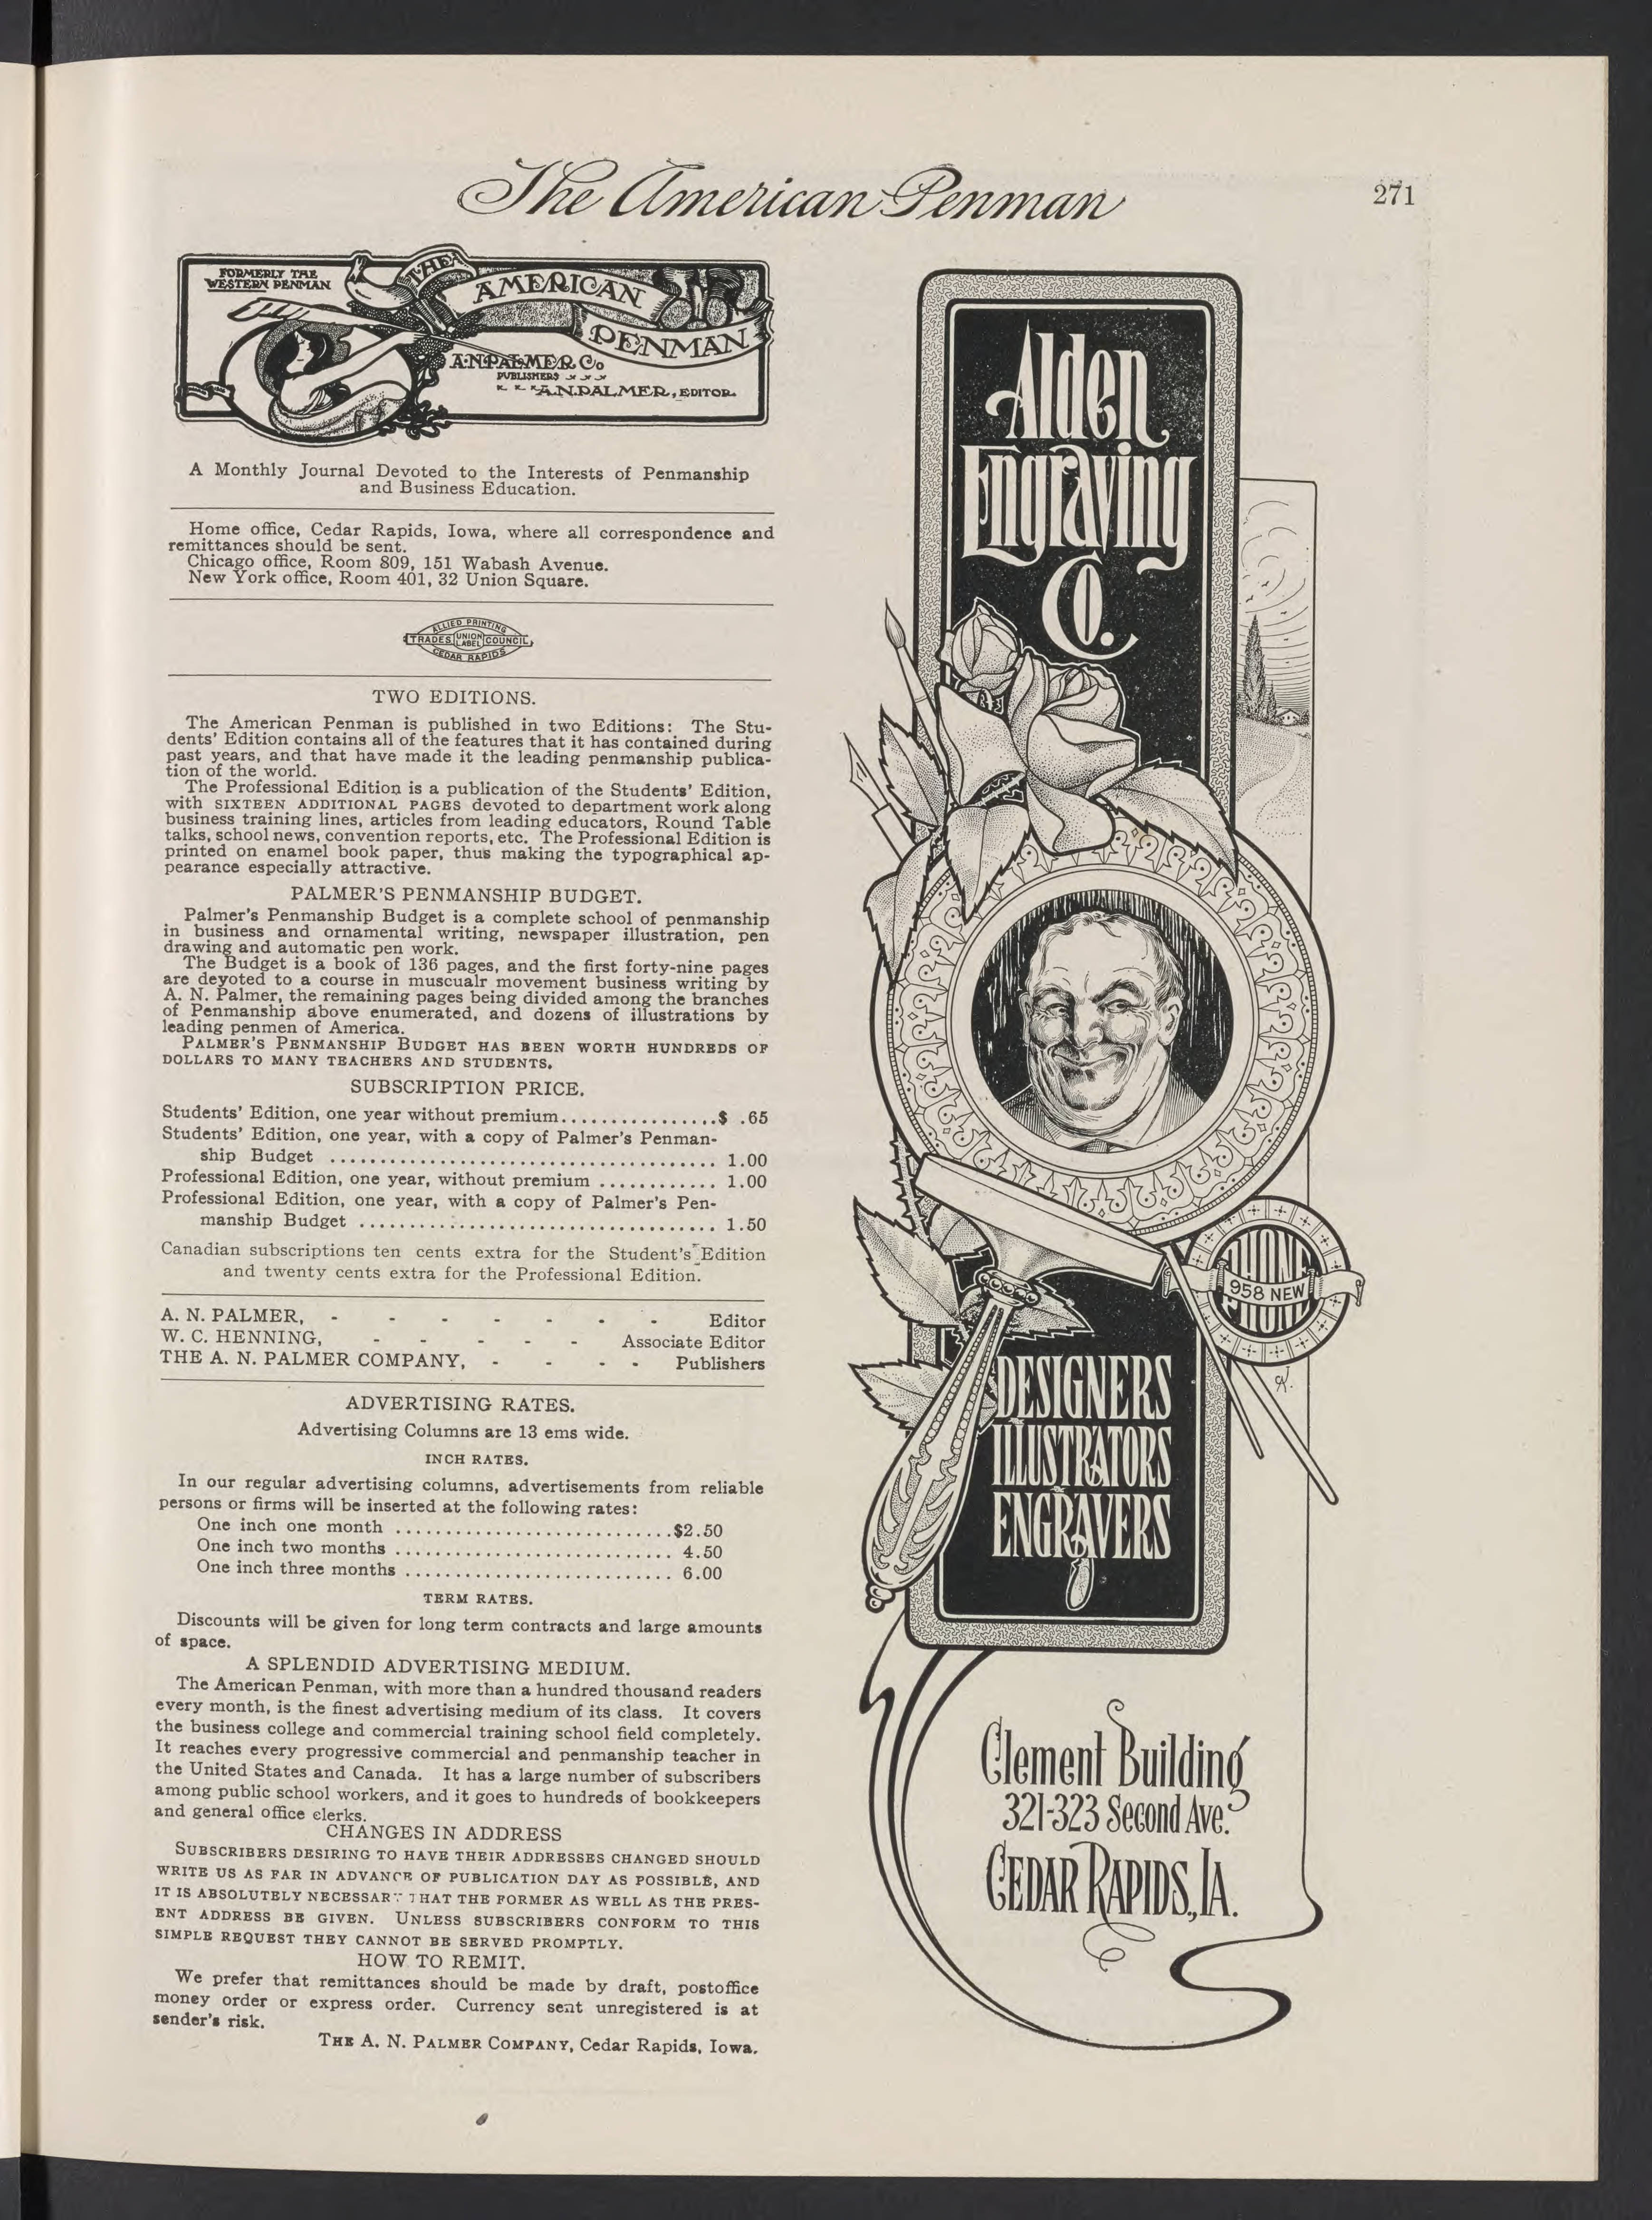 The American Penman
271
FORMERLY THE
WESTERN PENMAN
THE
AMERICAN
PENMAN
A.N.PALMER Co
PUBLISHERS
A.N.PALMER, EDITOR.
A Monthly Journal Devoted to the Interests of Penmanship
and Business Education.
Home office, Cedar Rapids, Iowa, where all correspondence and
remittances should be sent.
Chicago office, Room 809, 151 Wabash Avenue.
New York office, Room 401, 32 Union Square.
ALLIED PRINTING
TRADES UNION LABEL COUNCIL
CEDAR RAPIDS
TWO EDITIONS.
The American Penman is published in two Editions: The Stu-
dents' Edition contains all of the features that it has contained during
past years, and that have made it the leading penmanship publica-
tion of the world.
The Professional Edition is a publication of the Students' Edition,
with SIXTEEN ADDITIONAL PAGES devoted to department work along
business training lines, articles from leading educators, Round Table
talks, school news, convention reports, etc. The Professional Edition is
printed on enamel book paper, thus making the typographical ap-
pearance especially attractive.
PALMER'S PENMANSHIP BUDGET.
Palmer's Penmanship Budget is a complete school of penmanship
in business and ornamental writing, newspaper illustration, pen
drawing and automatic pen work.
The Budget is a book of 136 pages, and the first forty-nine pages
are devoted to a course in muscualr movement business writing by
A. N. Palmer, the remaining pages being divided among the branches
of Penmanship above enumerated, and dozens of illustrations by
leading penmen of America.
PALMER'S PENMANSHIP BUDGET HAS BEEN WORTH HUNDREDS OF
DOLLARS TO MANY TEACHERS AND STUDENTS.
SUBSCRIPTION PRICE.
Students' Edition, one year without premium................$ .65
Students' Edition, one year, with a copy of Palmer's Penman-
ship Budget ....................................... 1.00
Professional Edition, one year, without premium ............ 1.00
Professional Edition, one year, with a copy of Palmer's Pen-
manship Budget .................................... 1.50
Canadian subscriptions ten cents extra for the Student's Edition
and twenty cents extra for the Professional Edition.
A. N. PALMER, - - - - - - - Editor
W. C. HENNING, - - - - - Associate Editor
THE A. N. PALMER COMPANY, - - - - Publishers
ADVERTISING RATES.
Advertising Columns are 13 ems wide.
INCH RATES.
In our regular advertising columns, advertisements from reliable
persons or firms will be inserted at the following rates:
One inch one month ............................$2.50
One inch two months ............................ 4.50
One inch three months ........................... 6.00
TERM RATES.
Discounts will be given for long term contracts and large amounts
of space.
A SPLENDID ADVERTISING MEDIUM.
The American Penman, with more than a hundred thousand readers
every month, is the finest advertising medium of its class. It covers
the business college and commercial training school field completely.
It reaches every progressive commercial and penmanship teacher in
the United States and Canada. It has a large number of subscribers
among public school workers, and it goes to hundreds of bookkeepers
and general office clerks.
CHANGES IN ADDRESS
SUBSCRIBERS DESIRING TO HAVE THEIR ADDRESSES CHANGED SHOULD
WRITE US AS FAR IN ADVANCE OF PUBLICATION DAY AS POSSIBLE, AND
IT IS ABSOLUTELY NECESSARY THAT THE FORMER AS WELL AS THE PRES-
ENT ADDRESS BE GIVEN. UNLESS SUBSCRIBERS CONFORM TO THIS
SIMPLE REQUEST THEY CANNOT BE SERVED PROMPTLY.
HOW TO REMIT.
We prefer that remittances should be made by draft, postoffice
money order or express order. Currency sent unregistered is at
sender's risk.
THE A. N. PALMER COMPANY, Cedar Rapids, Iowa.
Alden
Engraving
Co.
PHONE
958 NEW
PHONE
DESIGNERS
ILLUSTRATORS
ENGRAVERS
Clement Building
321-323 Second Ave.
CEDAR RAPIDS, IA.